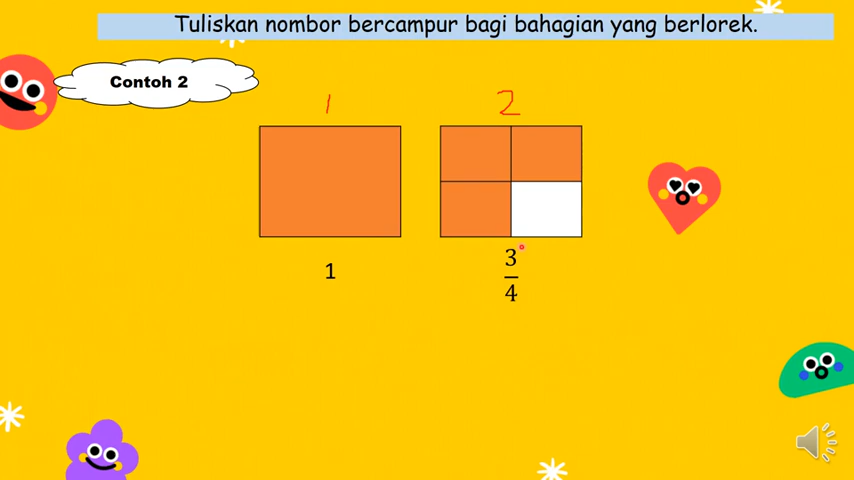 Tuliskan nombor bercampur bagi bahagian yang berlorek.
Contoh 2
1 2
1 3/4